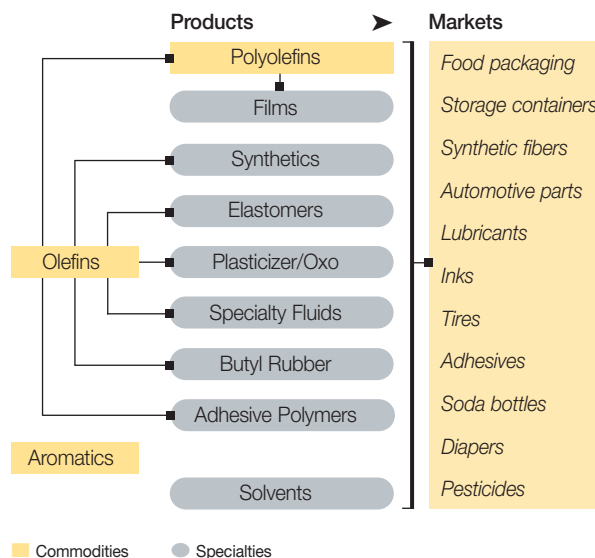 Products
Markets
Polyolefins
Films
Synthetics
Elastomers
Olefins
Plasticizer/Oxo
Specialty Fluids
Butyl Rubber
Adhesive Polymers
Aromatics
Solvents
Food packaging
Storage containers
Synthetic fibers
Automotive parts
Lubricants
Inks
Tires
Adhesives
Soda bottles
Diapers
Pesticides
Commodities
Specialties